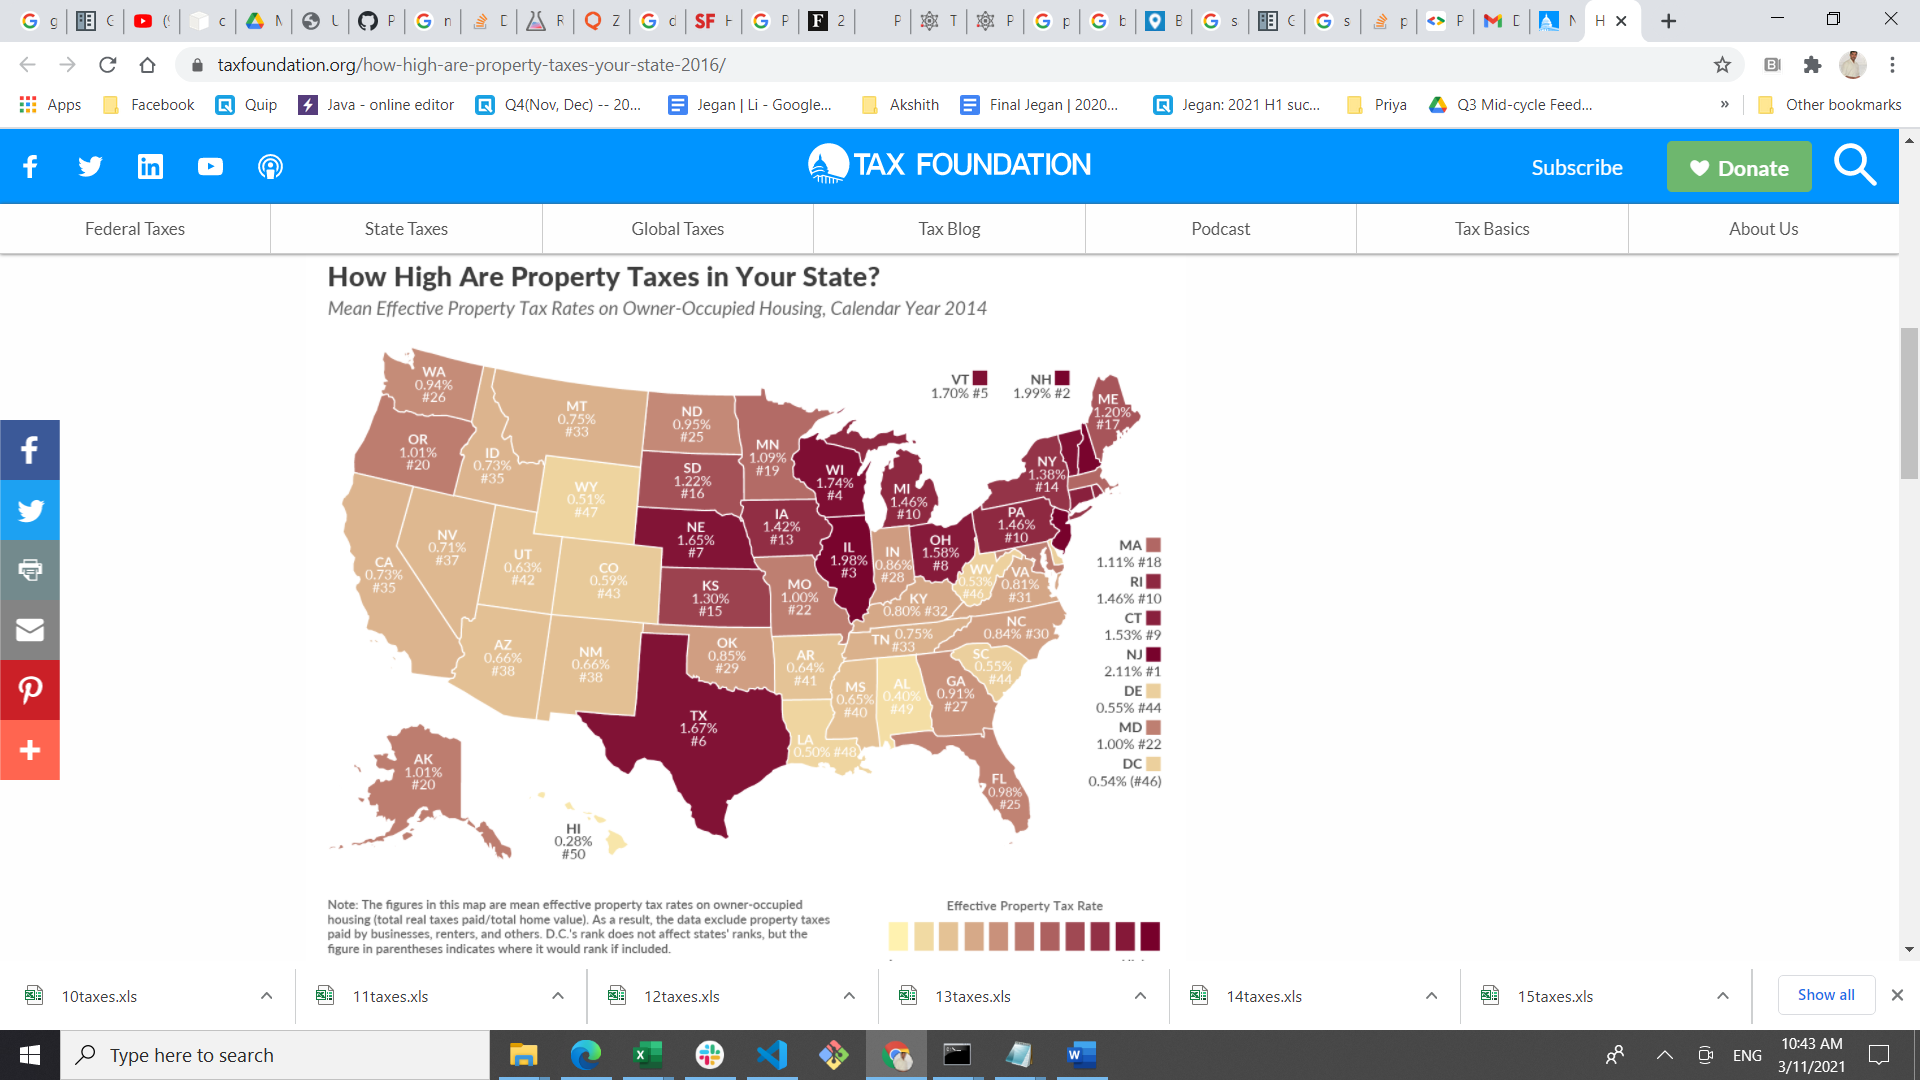 taxfoundation.org/how-high-are-property-taxes-your-state-2016/
Apps
Facebook
Quip
Java - online editor
Q4(Nov, Dec) -- 20...
Jegan | Li - Google...
Akshith
Final Jegan | 2020...
Jegan: 2021 H1 suc...
Priya
Q3 Mid-cycle Feed...
»
Other bookmarks
TAX FOUNDATION
Subscribe
Donate
Federal Taxes
State Taxes
Global Taxes
Tax Blog
Podcast
Tax Basics
About Us
How High Are Property Taxes in Your State?
Mean Effective Property Tax Rates on Owner-Occupied Housing, Calendar Year 2014
WA
0.94%
#26
OR
1.01%
#20
CA
0.73%
#35
NV
0.71%
#37
ID
0.73%
#35
MT
0.75%
#33
WY
0.51%
#47
UT
0.63%
#42
CO
0.59%
#43
AZ
0.66%
#38
NM
0.66%
#38
ND
0.95%
#25
SD
1.22%
#16
NE
1.65%
#7
KS
1.30%
#15
OK
0.85%
#29
TX
1.67%
#6
MN
1.09%
#19
IA
1.42%
#13
MO
1.00%
#22
AR
0.64%
#41
LA
0.50% #48
WI
1.74%
#4
IL
1.98%
#3
MI
1.46%
#10
IN
0.86%
#28
OH
1.58%
#8
KY
0.80% #32
TN 0.75%
#33
MS
0.65%
#40
AL
0.40%
#49
GA
0.91%
#27
FL
0.98%
#25
SC
0.55%
#44
NC
0.84% #30
VA
0.81%
#31
WV
0.53%
#46
PA
1.46%
#10
NY
1.38%
#14
VT
1.70% #5
NH
1.99% #2
ME
1.20%
#17
MA
1.11% #18
RI
1.46% #10
CT
1.53% #9
NJ
2.11% #1
DE
0.55% #44
MD
1.00% #22
DC
0.54% (#46)
AK
1.01%
#20
HI
0.28%
#50
Note: The figures in this map are mean effective property tax rates on owner-occupied
housing (total real taxes paid/total home value). As a result, the data exclude property taxes
paid by businesses, renters, and others. D.C.'s rank does not affect states' ranks, but the
figure in parentheses indicates where it would rank if included.
Effective Property Tax Rate
10taxes.xls
11taxes.xls
12taxes.xls
13taxes.xls
14taxes.xls
15taxes.xls
Show all
Type here to search
ENG
10:43 AM
3/11/2021